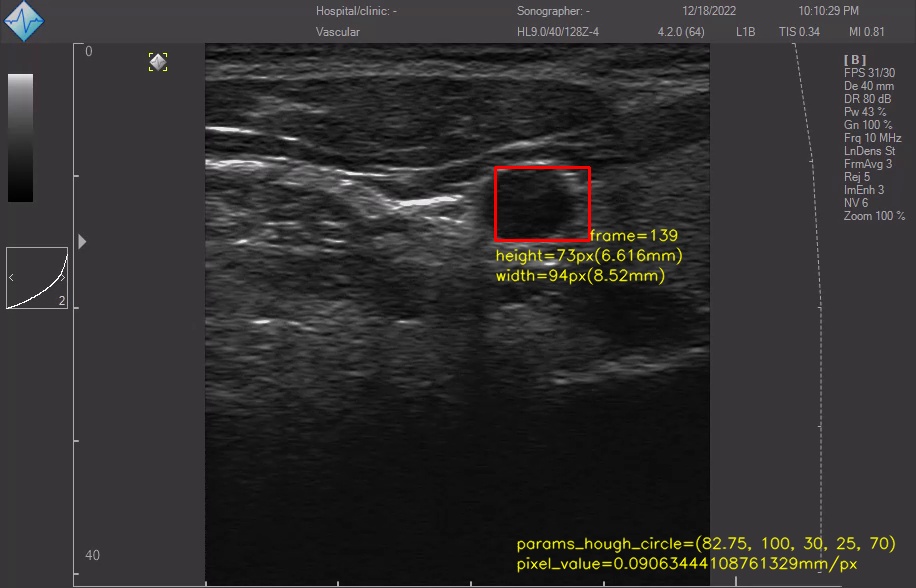 Hospital/clinic: - Sonographer: - 12/18/2022 10:10:29 PM
Vascular HL9.0/40/128Z-4 4.2.0 (64) L1B TIS 0.34 MI 0.81
0
[ B ]
FPS 31/30
De 40 mm
DR 80 dB
Pw 43 %
Gn 100 %
Frq 10 MHz
LnDens St
FrmAvg 3
Rej 5
ImEnh 3
NV 6
Zoom 100 %
frame=139
height=73px(6.616mm)
width=94px(8.52mm)
2
40
params_hough_circle=(82.75, 100, 30, 25, 70)
pixel_value=0.09063444108761329mm/px